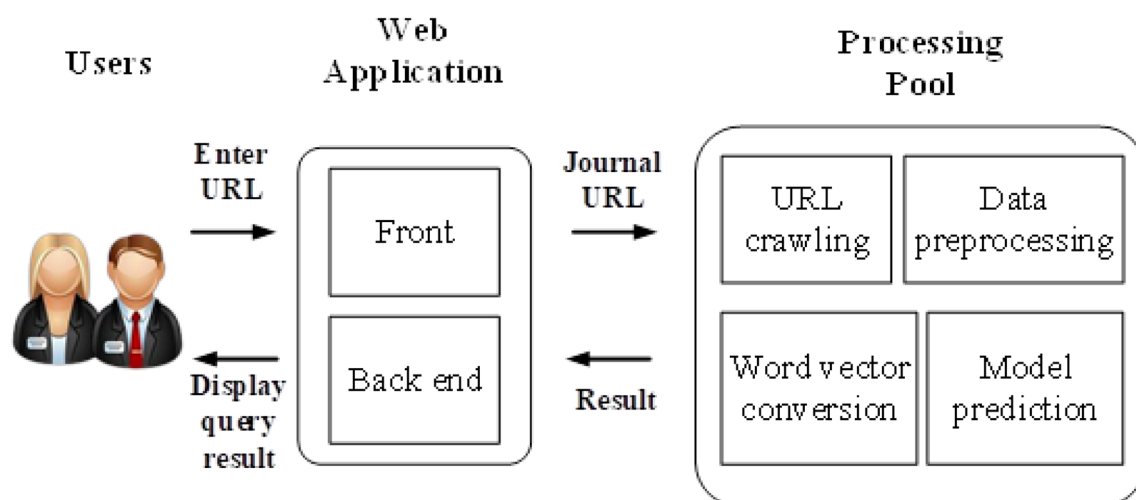 Users
Web
Application
Processing
Pool
Enter
URL
Journal
URL
Front
URL
crawling
Data
preprocessing
Back end
Word vector
conversion
Model
prediction
Display
query
result
Result